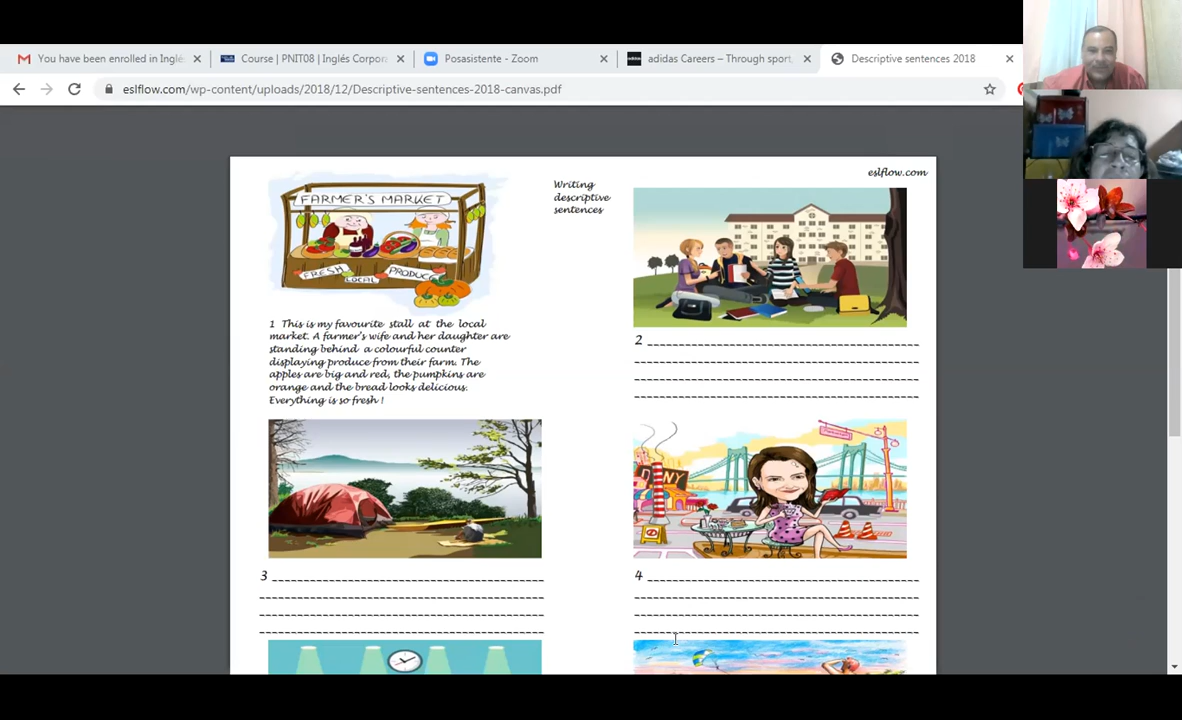 You have been enrolled in Inglé
Course | PNIT08 | Inglés Corpora
Posasistente - Zoom
adidas Careers – Through sport,
Descriptive sentences 2018
eslflow.com/wp-content/uploads/2018/12/Descriptive-sentences-2018-canvas.pdf
eslflow.com
Writing
descriptive
sentences
FARMER'S MARKET
FRESH
LOCAL
PRODUCE
1 This is my favourite stall at the local
market. A farmer's wife and her daughter are
standing behind a colourful counter
displaying produce from their farm. The
apples are big and red, the pumpkins are
orange and the bread looks delicious.
Everything is so fresh !
2
NY
3
4